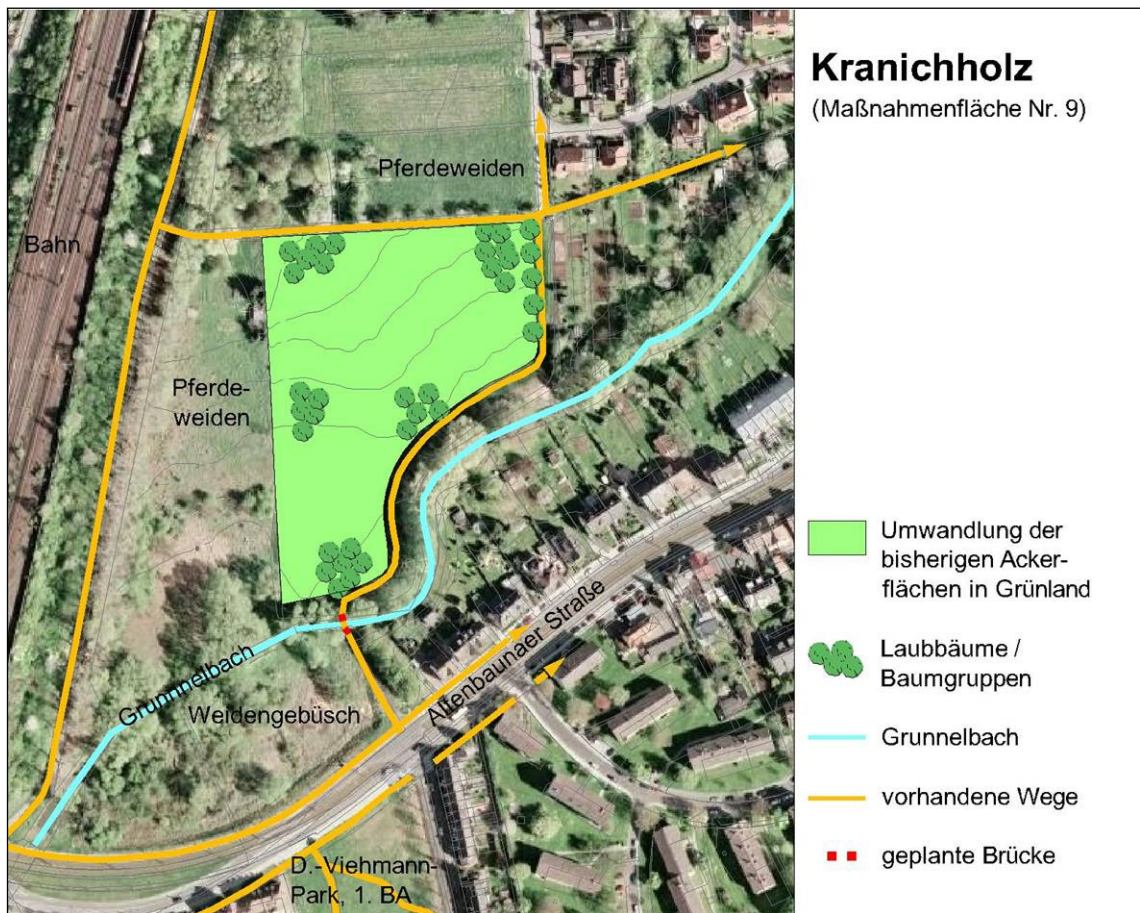 Kranichholz
(Maßnahmenfläche Nr. 9)
Pferdeweiden
Bahn
Pferde-
weiden
Grunnnelbach
Weidengebüsch
Altenbaunaer Straße
D.-Viehmann-
Park, 1. BA
Umwandlung der
bisherigen Acker-
flächen in Grünland
Laubbäume /
Baumgruppen
Grunnelbach
vorhandene Wege
geplante Brücke